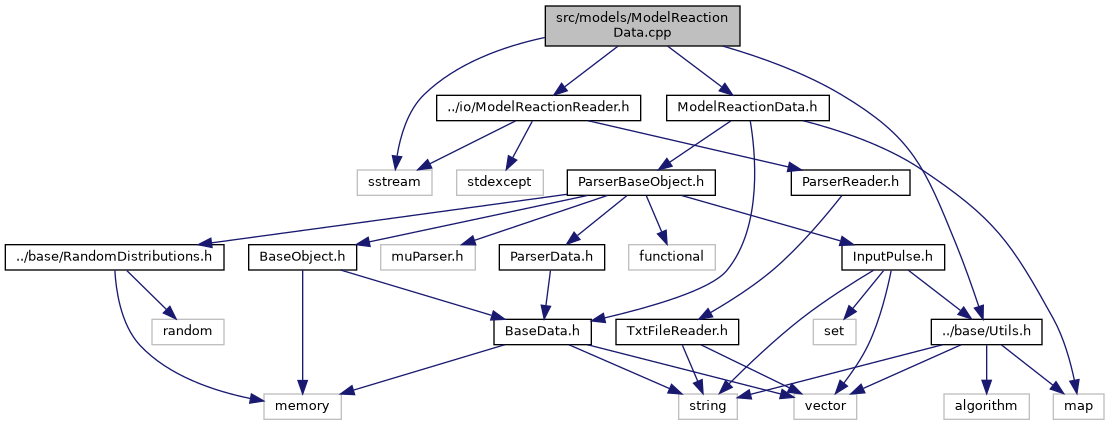 src/models/ModelReaction
Data.cpp
../io/ModelReactionReader.h
ModelReactionData.h
sstream
stdexcept
ParserBaseObject.h
ParserReader.h
../base/RandomDistributions.h
BaseObject.h
muParser.h
ParserData.h
functional
InputPulse.h
random
BaseData.h
TxtFileReader.h
set
../base/Utils.h
memory
string
vector
algorithm
map